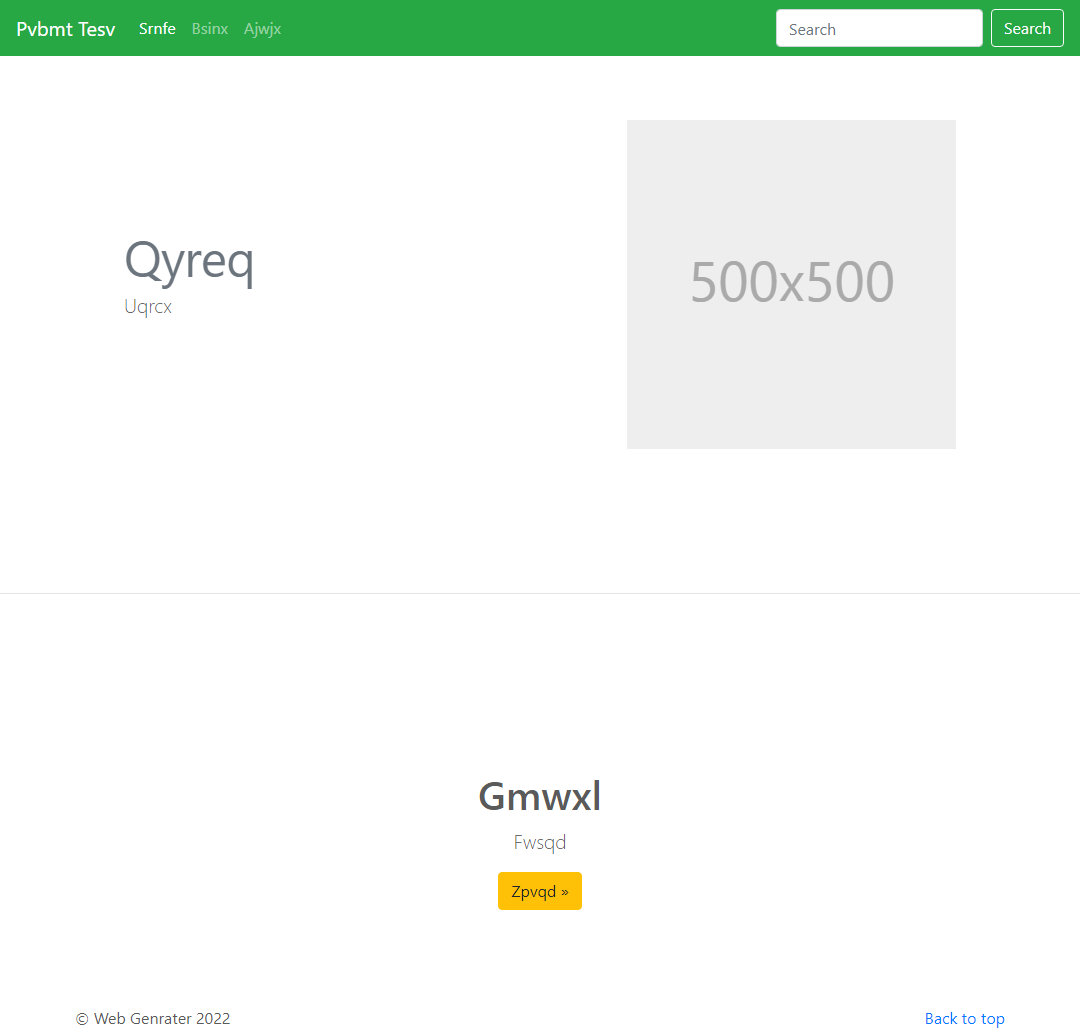 Pvbmt Tesv Srnfe Bsinx Ajwjx Search Search
Qyreq
Uqrcx
500x500
Gmwxl
Fwsqd
Zpvqd »
© Web Genrater 2022 Back to top